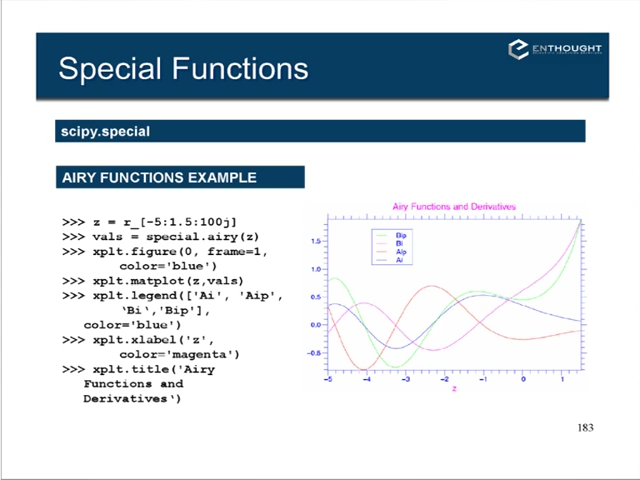 ENTHOUGHT
Special Functions
scipy.special
AIRY FUNCTIONS EXAMPLE
>>> z = r_[-5:1.5:100j]
>>> vals = special.airy(z)
>>> xplt.figure(0, frame=1,
color='blue')
>>> xplt.matplot(z,vals)
>>> xplt.legend(['Ai', 'Aip',
‘Bi‘,'Bip'],
color='blue')
>>> xplt.xlabel('z',
color='magenta')
>>> xplt.title('Airy
Functions and
Derivatives‘)
Airy Functions and Derivatives
Bip
Bi
Aip
Ai
1.5
1.0
0.5
0.0
-0.5
-5 -4 -3 -2 -1 0 1
z
183